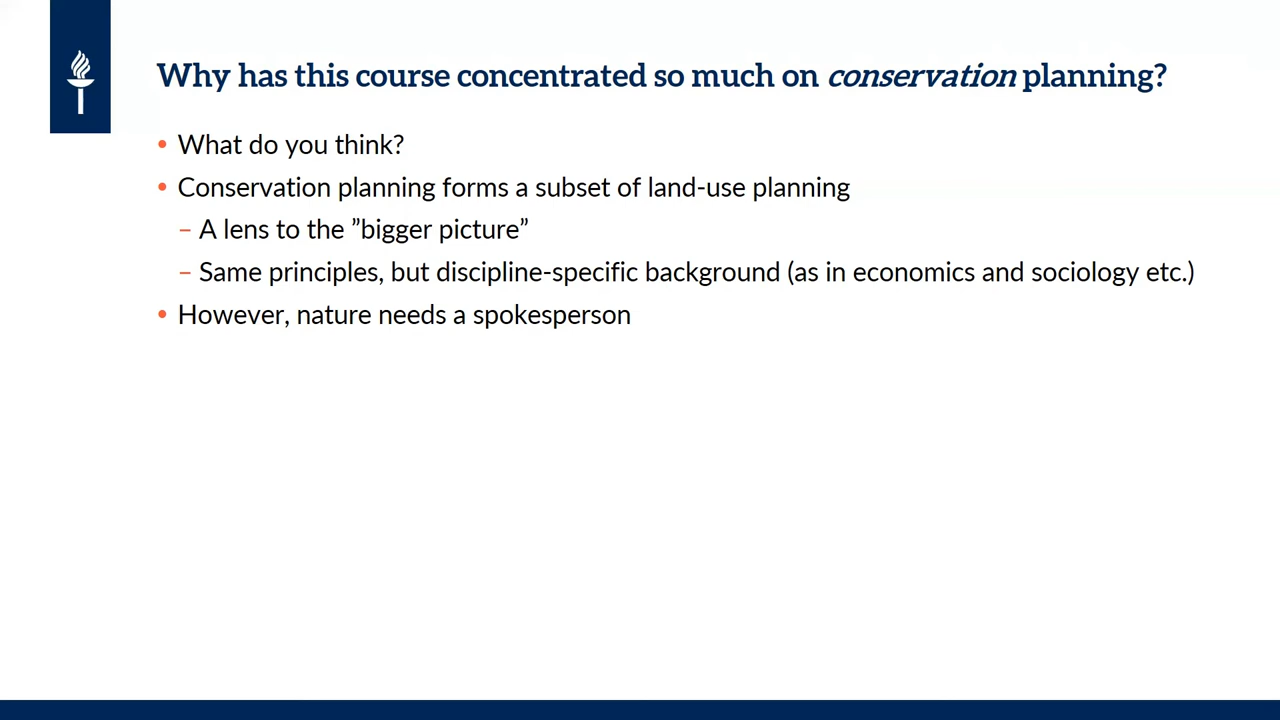 Why has this course concentrated so much on conservation planning?
• What do you think?
• Conservation planning forms a subset of land-use planning
– A lens to the ”bigger picture”
– Same principles, but discipline-specific background (as in economics and sociology etc.)
• However, nature needs a spokesperson